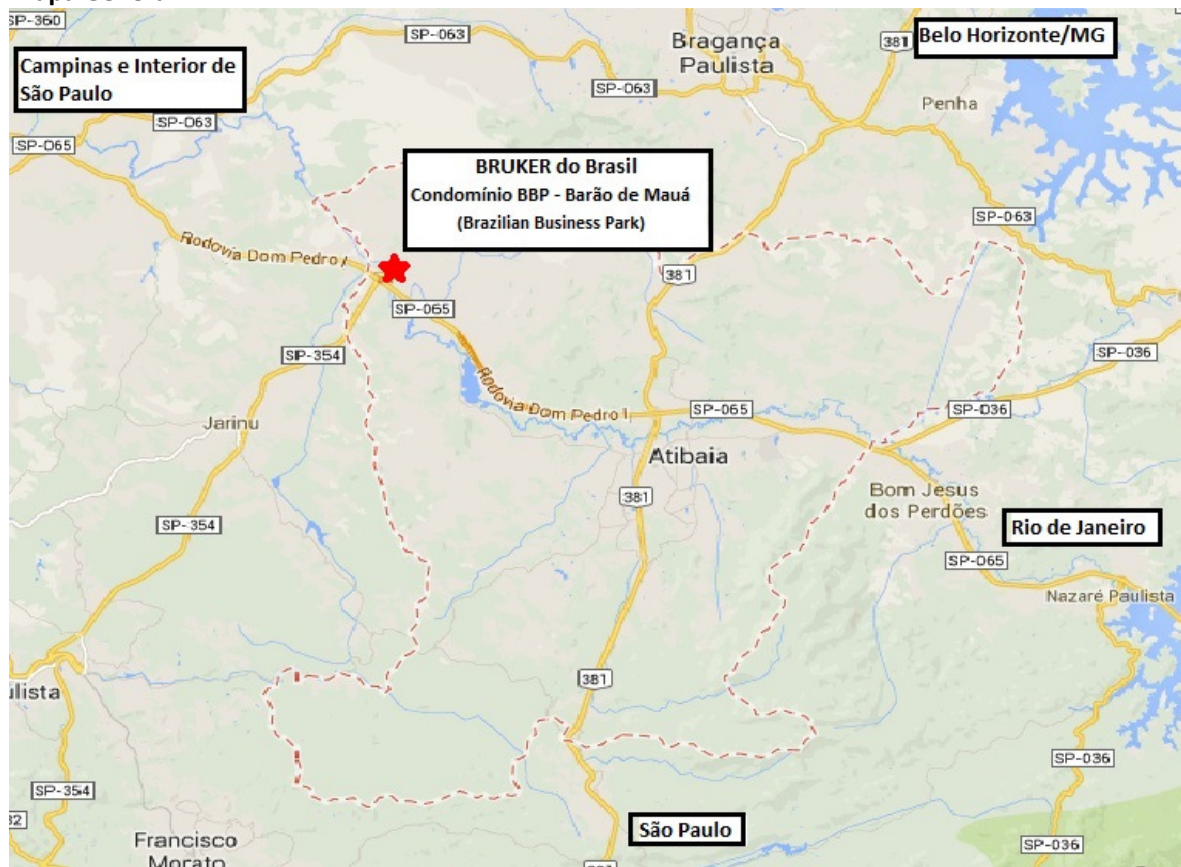 SP-360
SP-063
381
Belo Horizonte/MG
Bragança
Paulista
Campinas e Interior de
São Paulo
SP-063
Penha
SP-063
SP-065
BRUKER do Brasil
Condomínio BBP - Barão de Mauá
(Brazilian Business Park)
SP-063
Rodovia Dom Pedro I
381
SP-065
SP-354
SP-036
Rodovia Dom Pedro I
SP-065
SP-036
Jarinu
Atibaia
381
Bom Jesus
dos Perdões
SP-354
Rio de Janeiro
SP-065
Nazaré Paulista
381
ulista
SP-036
SP-354
São Paulo
Francisco
Morato
SP-036
381